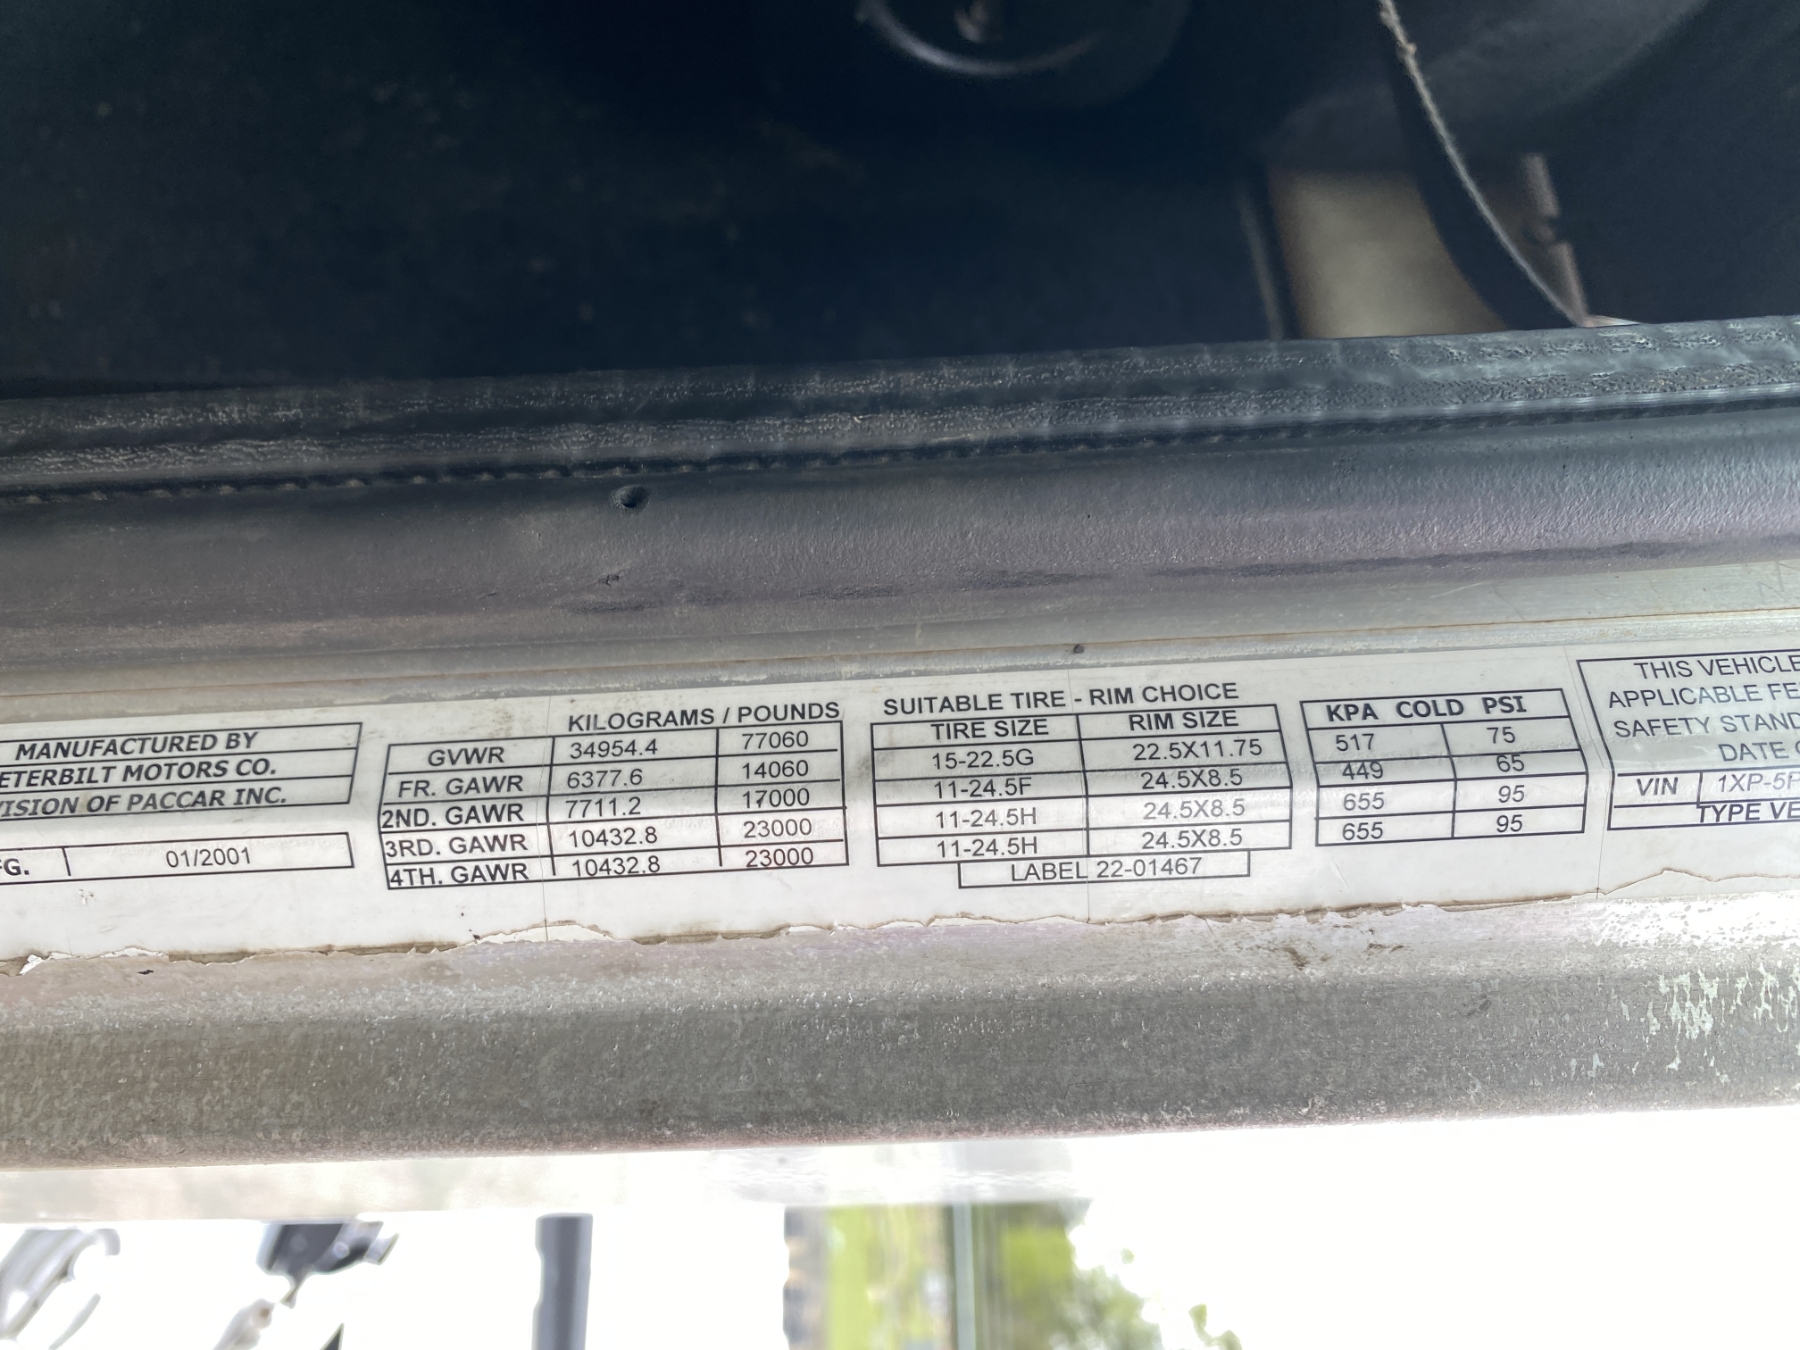 MANUFACTURED BY
ETERBILT MOTORS CO.
VISION OF PACCAR INC.
FG. 01/2001
KILOGRAMS / POUNDS
GVWR 34954.4 77060
FR. GAWR 6377.6 14060
2ND. GAWR 7711.2 17000
3RD. GAWR 10432.8 23000
4TH. GAWR 10432.8 23000
SUITABLE TIRE - RIM CHOICE
TIRE SIZE RIM SIZE
15-22.5G 22.5X11.75
11-24.5F 24.5X8.5
11-24.5H 24.5X8.5
11-24.5H 24.5X8.5
LABEL 22-01467
KPA COLD PSI
517 75
449 65
655 95
655 95
THIS VEHICLE
APPLICABLE FE
SAFETY STAND
DATE O
VIN 1XP-5
TYPE VE